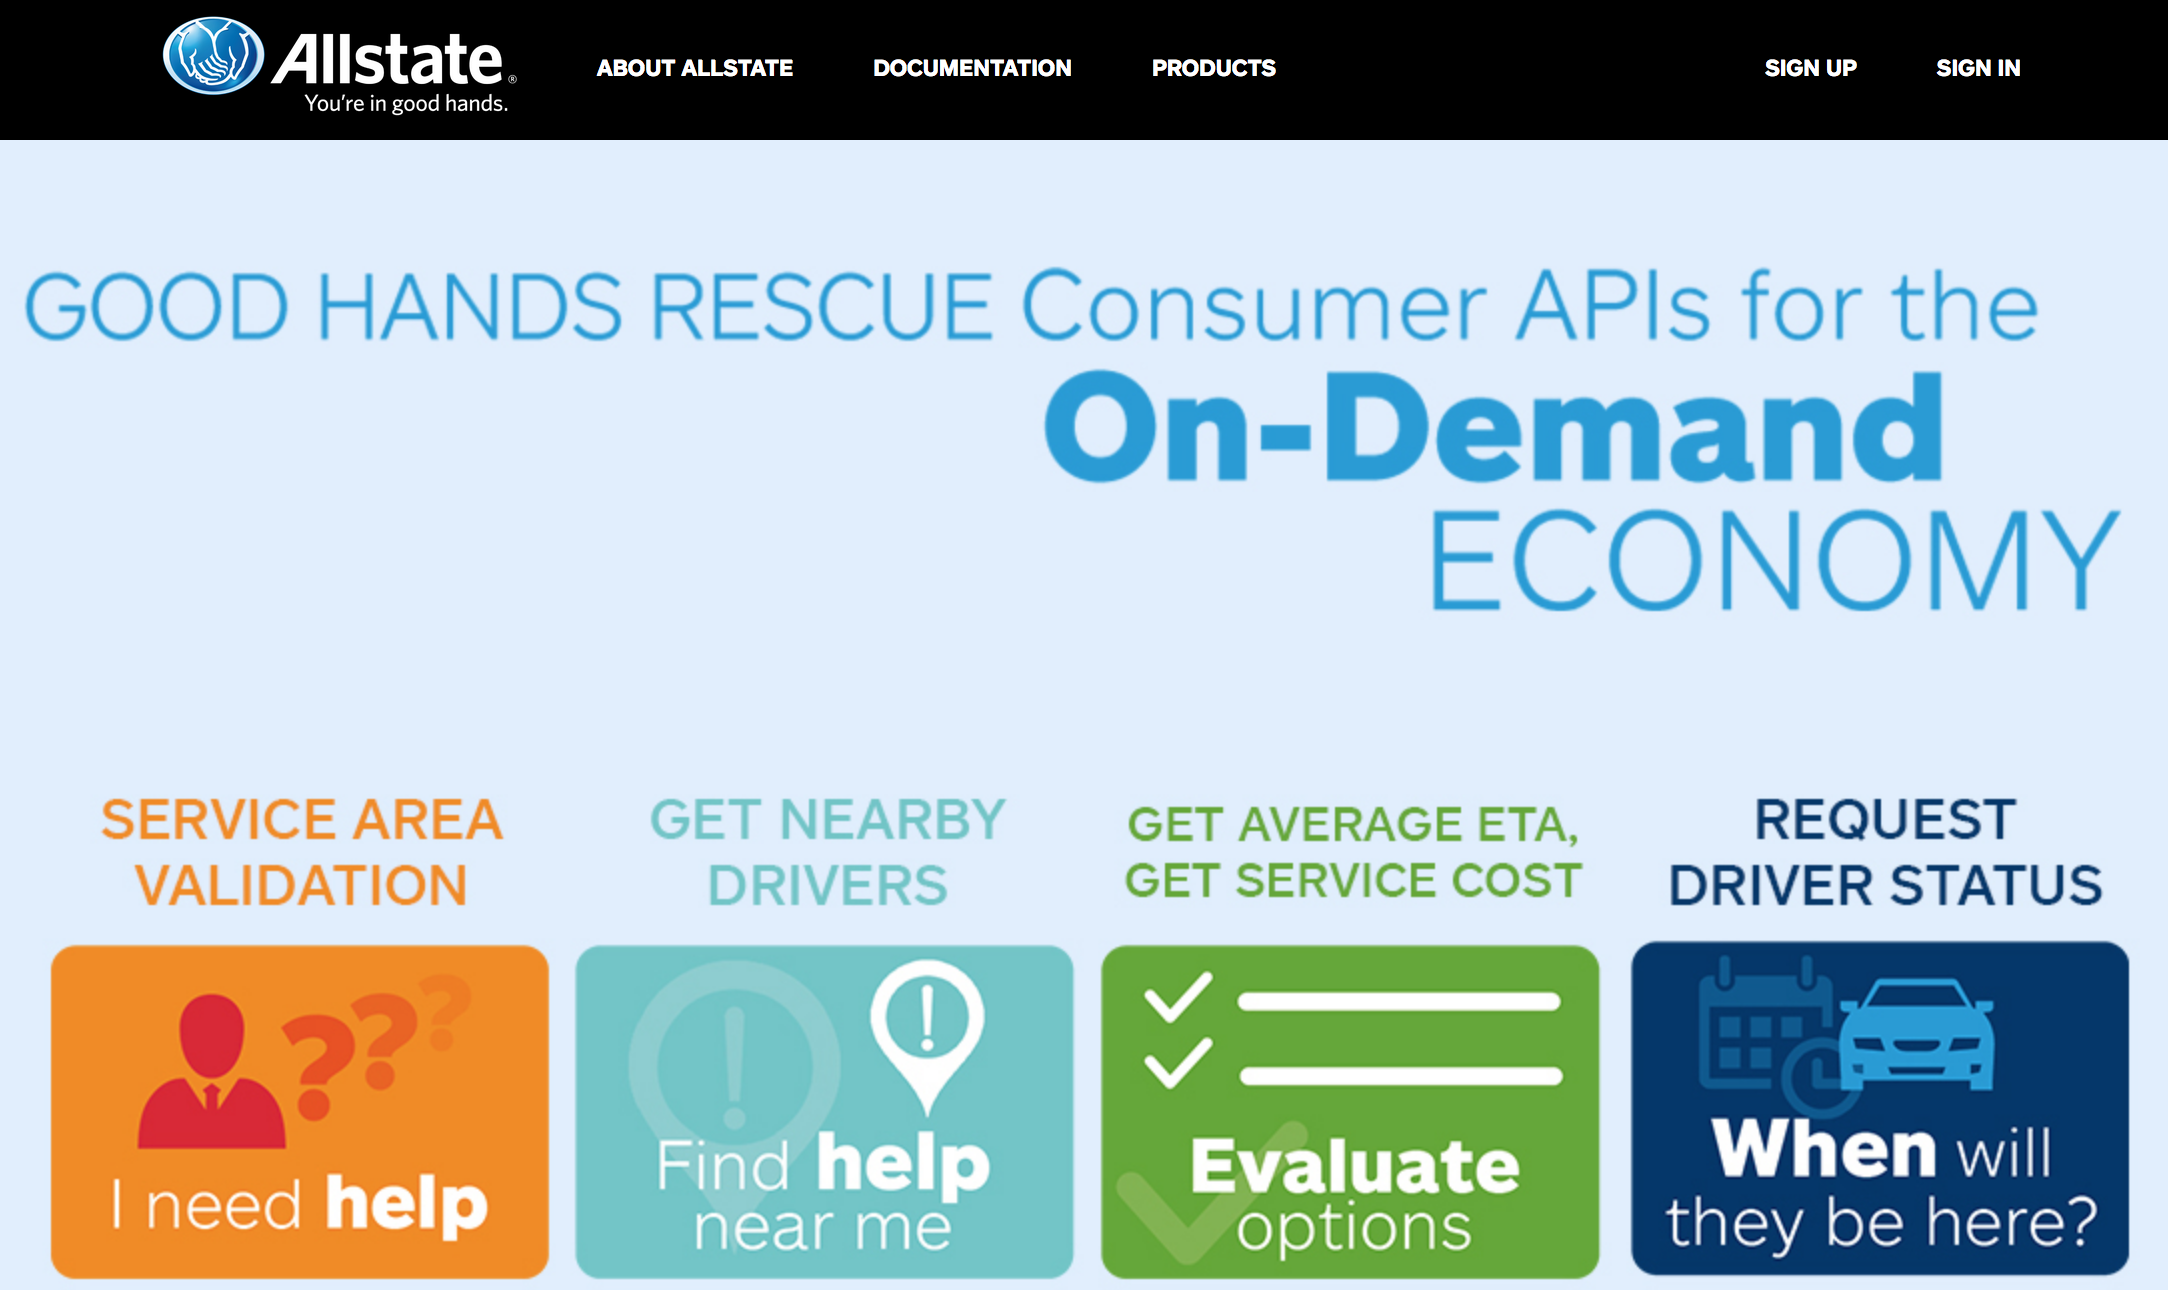 Allstate®
You're in good hands.
ABOUT ALLSTATE
DOCUMENTATION
PRODUCTS
SIGN UP
SIGN IN
GOOD HANDS RESCUE Consumer APIs for the
On-Demand
ECONOMY
SERVICE AREA
VALIDATION
???
I need help
GET NEARBY
DRIVERS
!
!
Find help
near me
GET AVERAGE ETA,
GET SERVICE COST
Evaluate
options
REQUEST
DRIVER STATUS
When will
they be here?